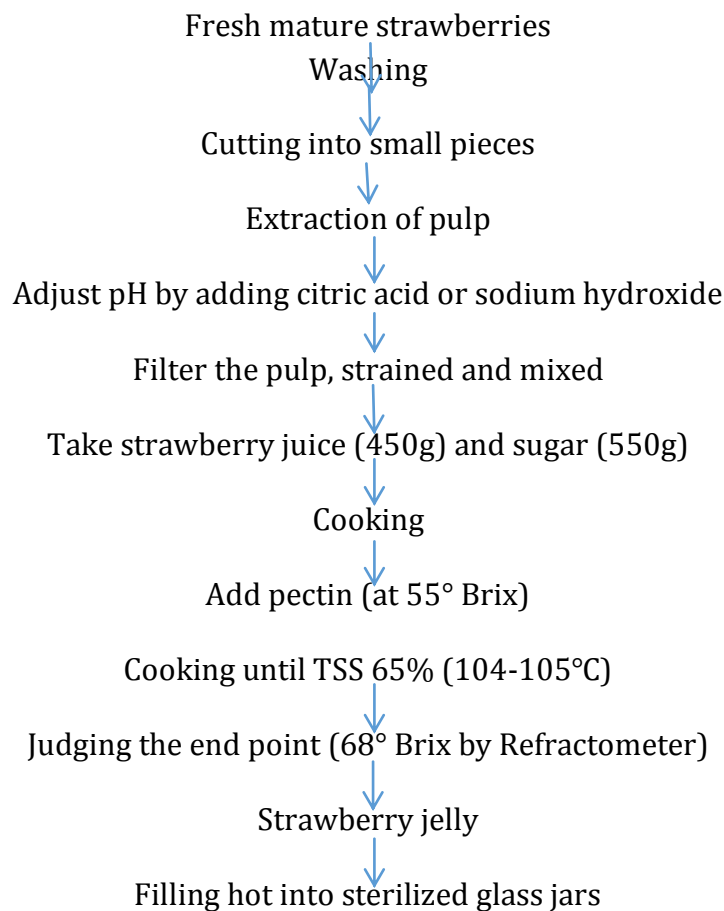 Fresh mature strawberries
Washing
Cutting into small pieces
Extraction of pulp
Adjust pH by adding citric acid or sodium hydroxide
Filter the pulp, strained and mixed
Take strawberry juice (450g) and sugar (550g)
Cooking
Add pectin (at 55° Brix)
Cooking until TSS 65% (104-105°C)
Judging the end point (68° Brix by Refractometer)
Strawberry jelly
Filling hot into sterilized glass jars